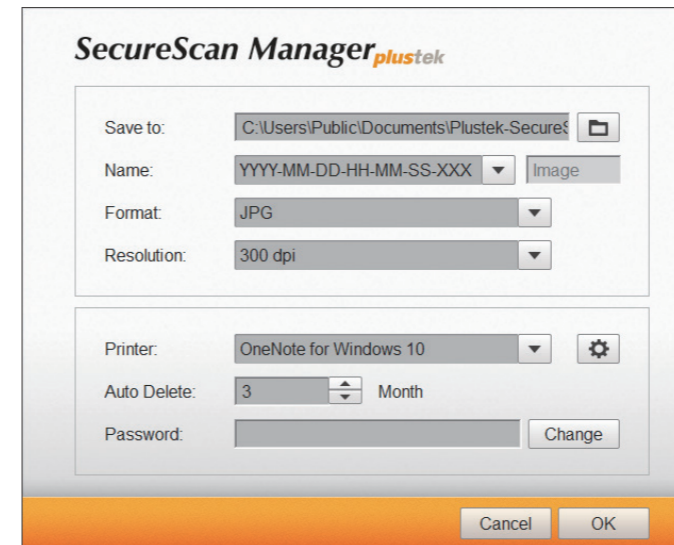 SecureScan Manager plustek
Save to: C:\Users\Public\Documents\Plustek-SecureS
Name: YYYY-MM-DD-HH-MM-SS-XXX Image
Format: JPG
Resolution: 300 dpi
Printer: OneNote for Windows 10
Auto Delete: 3 Month
Password: Change
Cancel OK